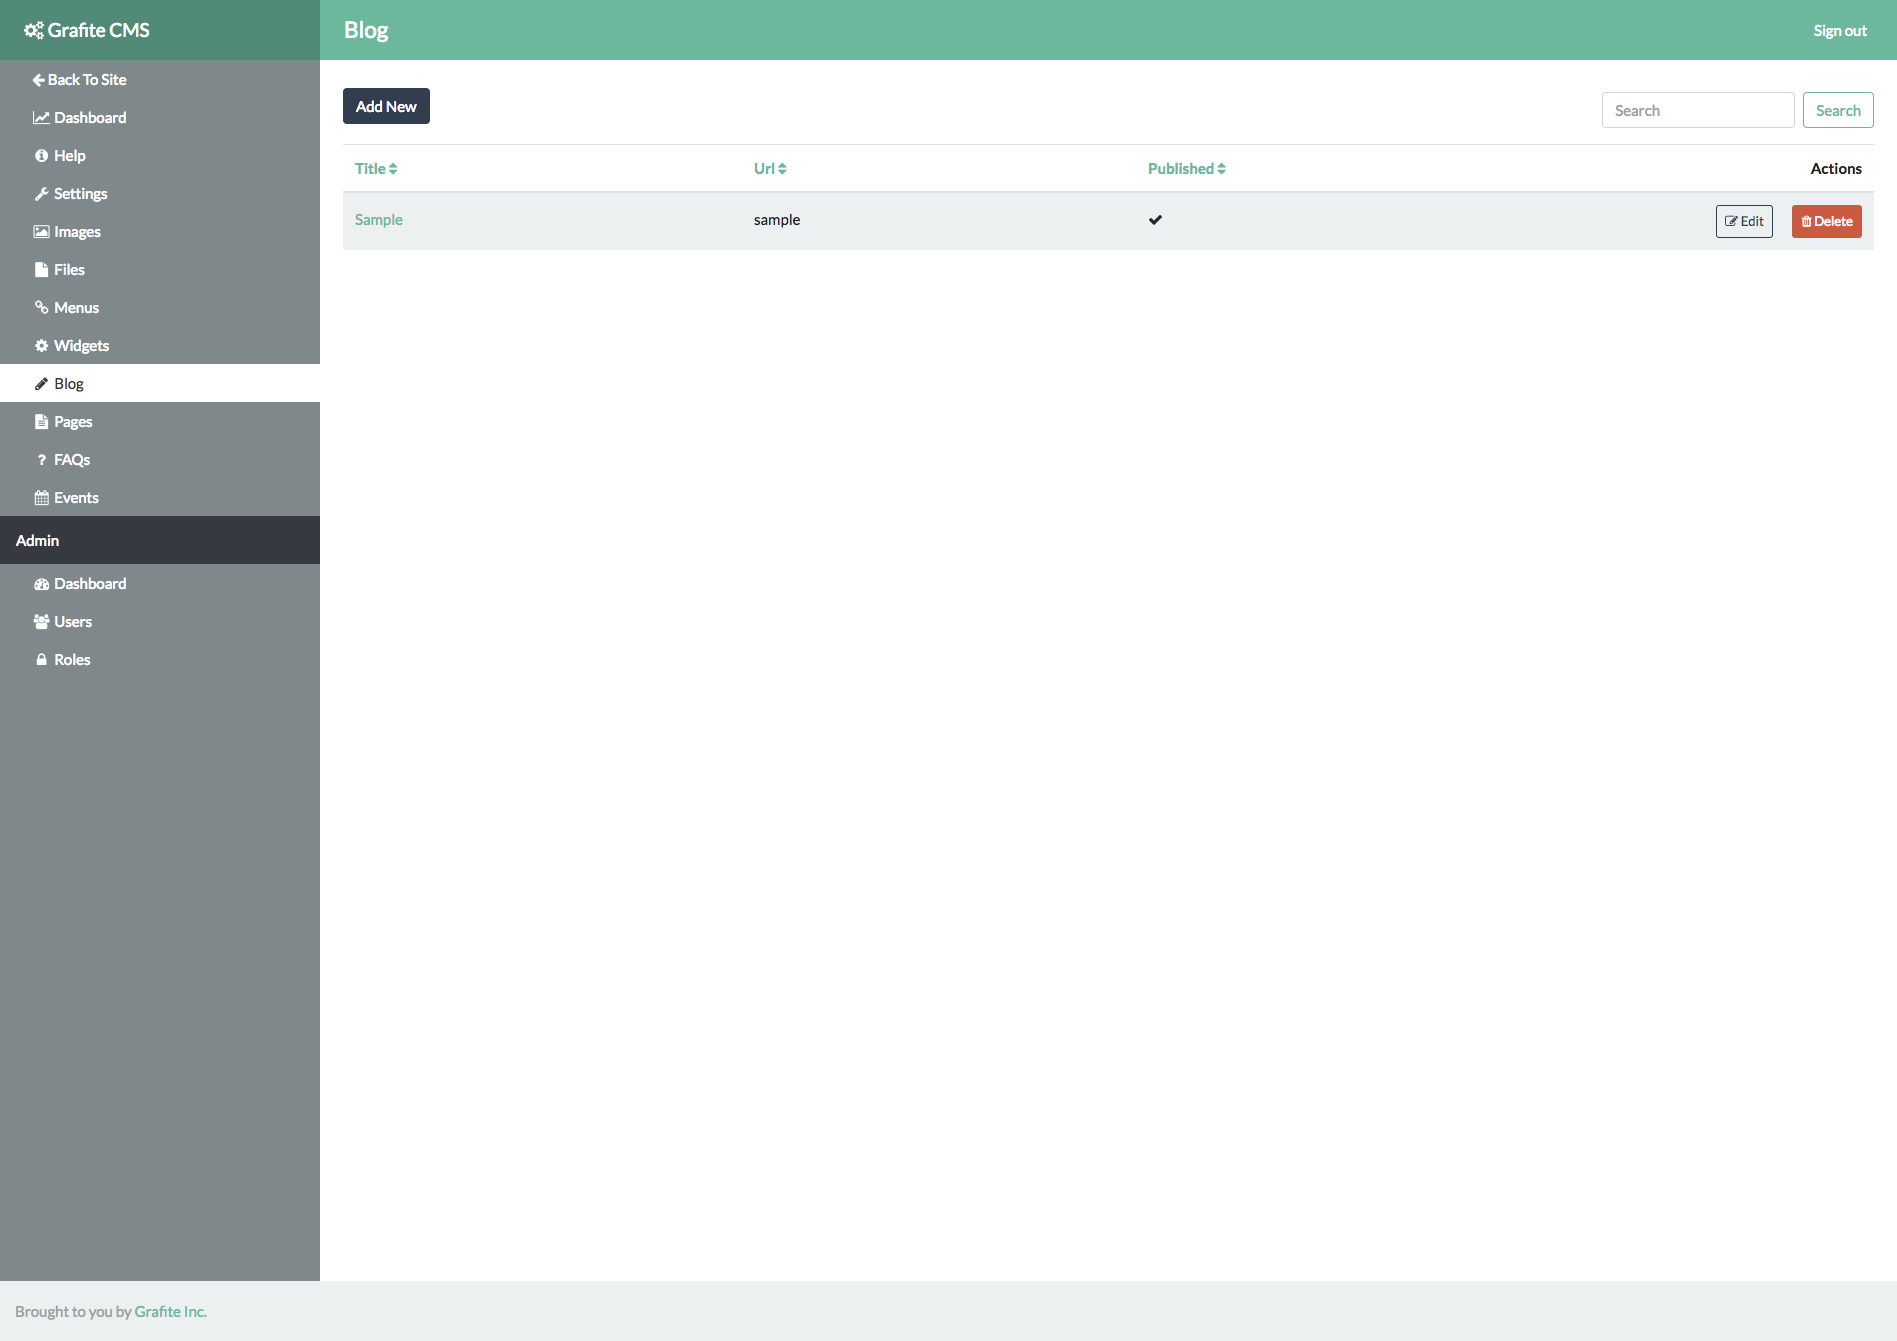 Grafite CMS
Blog
Sign out
Back To Site
Dashboard
Help
Settings
Images
Files
Menus
Widgets
Blog
Pages
FAQs
Events
Admin
Dashboard
Users
Roles
Add New
Search Search
Title Url Published Actions
Sample sample Edit Delete
Brought to you by Grafite Inc.